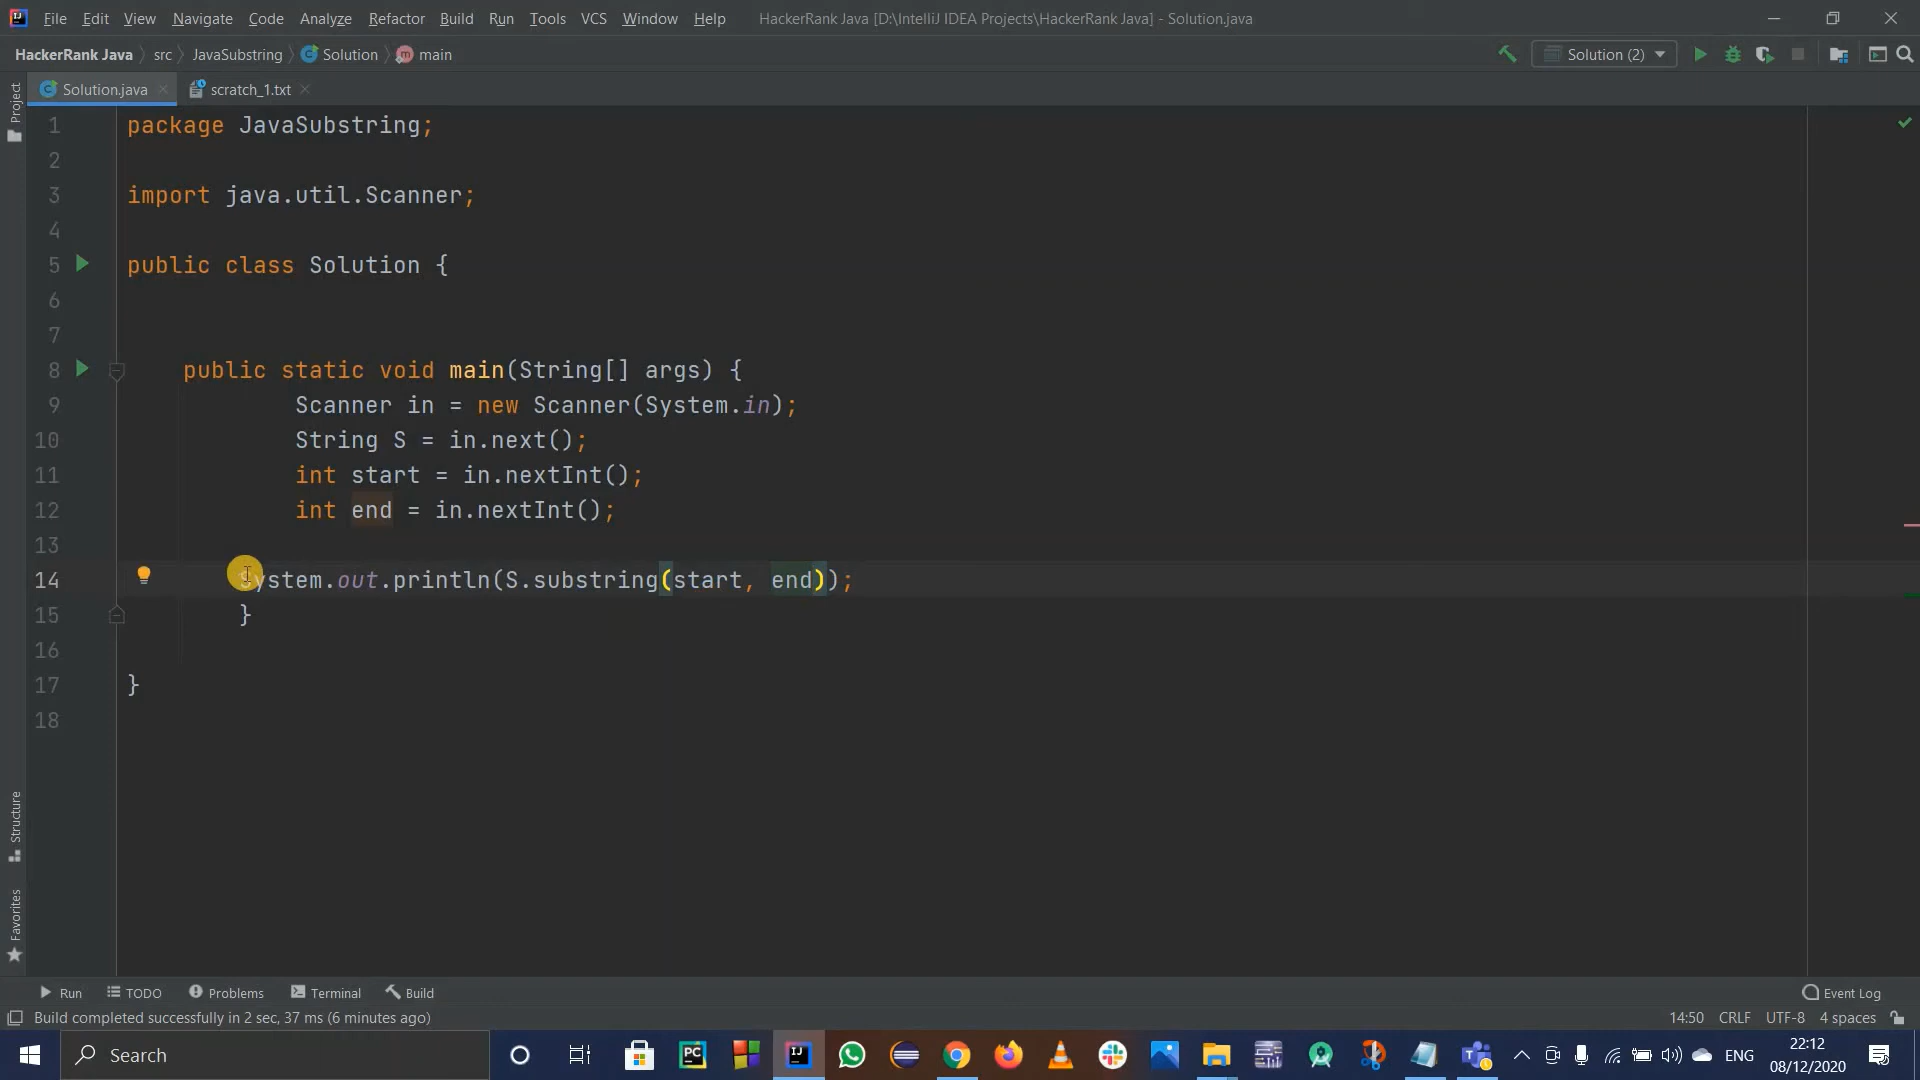 File Edit View Navigate Code Analyze Refactor Build Run Tools VCS Window Help HackerRank Java [D:\IntelliJ IDEA Projects\HackerRank Java] - Solution.java
HackerRank Java src JavaSubstring Solution main Solution (2)
Project
Solution.java scratch_1.txt
1 package JavaSubstring;
2
3 import java.util.Scanner;
4
5 public class Solution {
6
7
8 public static void main(String[] args) {
9 Scanner in = new Scanner(System.in);
10 String S = in.next();
11 int start = in.nextInt();
12 int end = in.nextInt();
13
14 System.out.println(S.substring(start, end));
15 }
16
17 }
18
Structure
Favorites
Run TODO Problems Terminal Build Event Log
Build completed successfully in 2 sec, 37 ms (6 minutes ago) 14:50 CRLF UTF-8 4 spaces
Search PC IJ ENG 22:12
08/12/2020